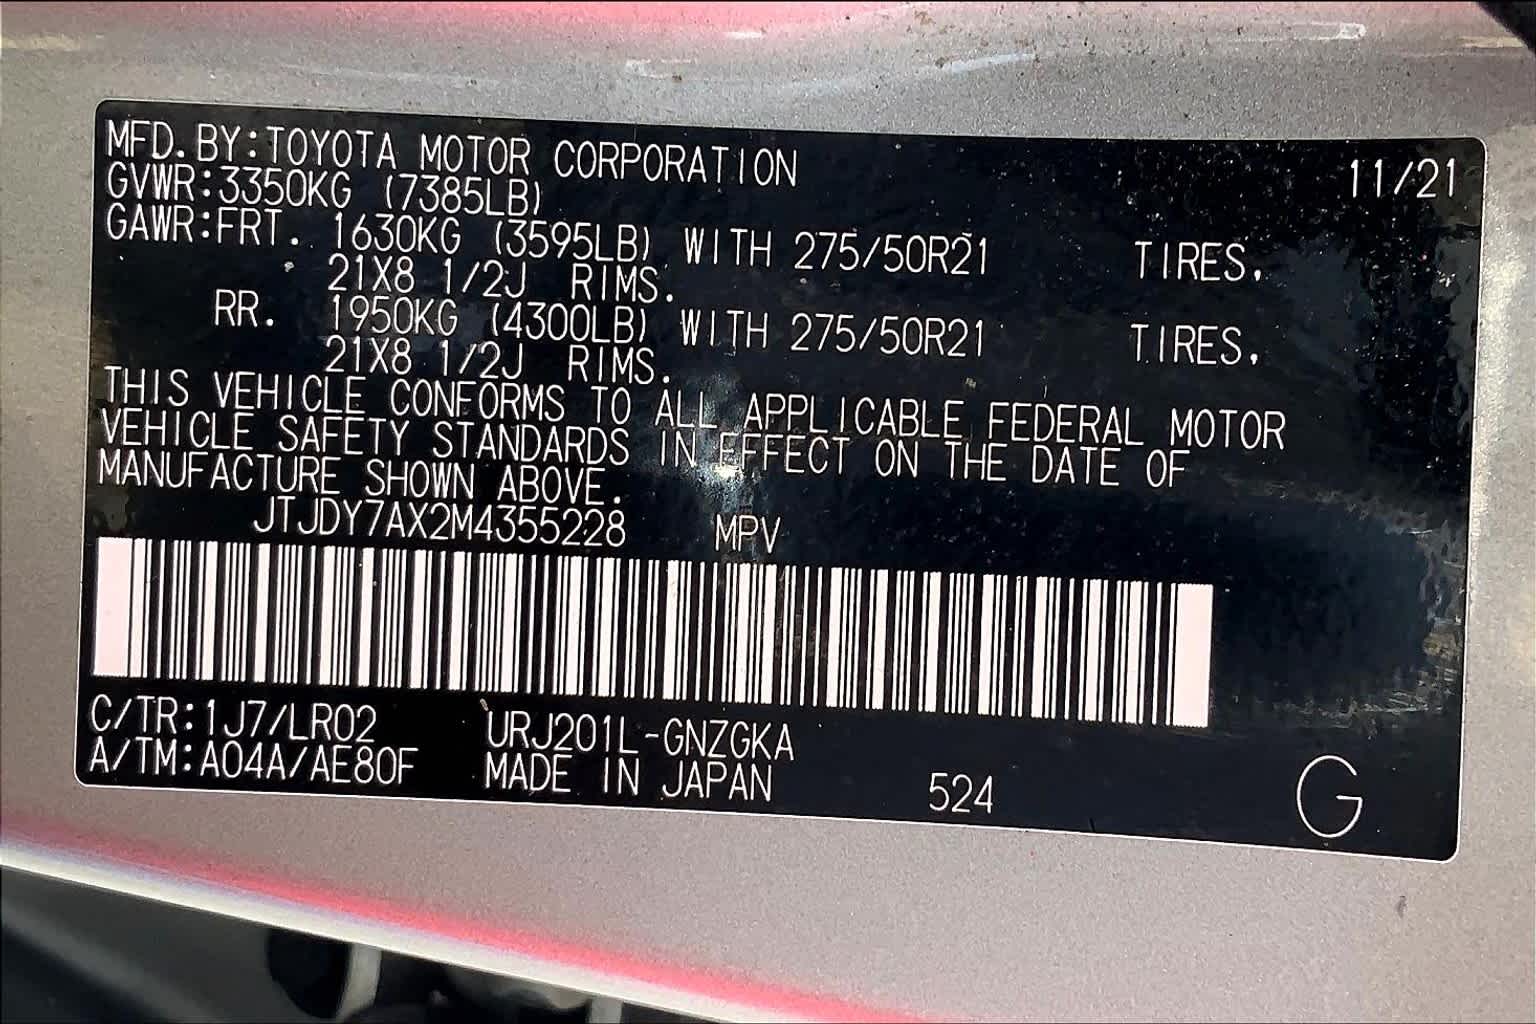 MFD.BY:TOYOTA MOTOR CORPORATION 11/21
GVWR:3350KG (7385LB)
GAWR:FRT. 1630KG (3595LB) WITH 275/50R21 TIRES,
21X8 1/2J RIMS.
RR. 1950KG (4300LB) WITH 275/50R21 TIRES,
21X8 1/2J RIMS.
THIS VEHICLE CONFORMS TO ALL APPLICABLE FEDERAL MOTOR
VEHICLE SAFETY STANDARDS IN EFFECT ON THE DATE OF
MANUFACTURE SHOWN ABOVE.
JTJDY7AX2M4355228 MPV
C/TR:1J7/LR02 URJ201L-GNZGKA
A/TM:A04A/AE80F MADE IN JAPAN 524 G